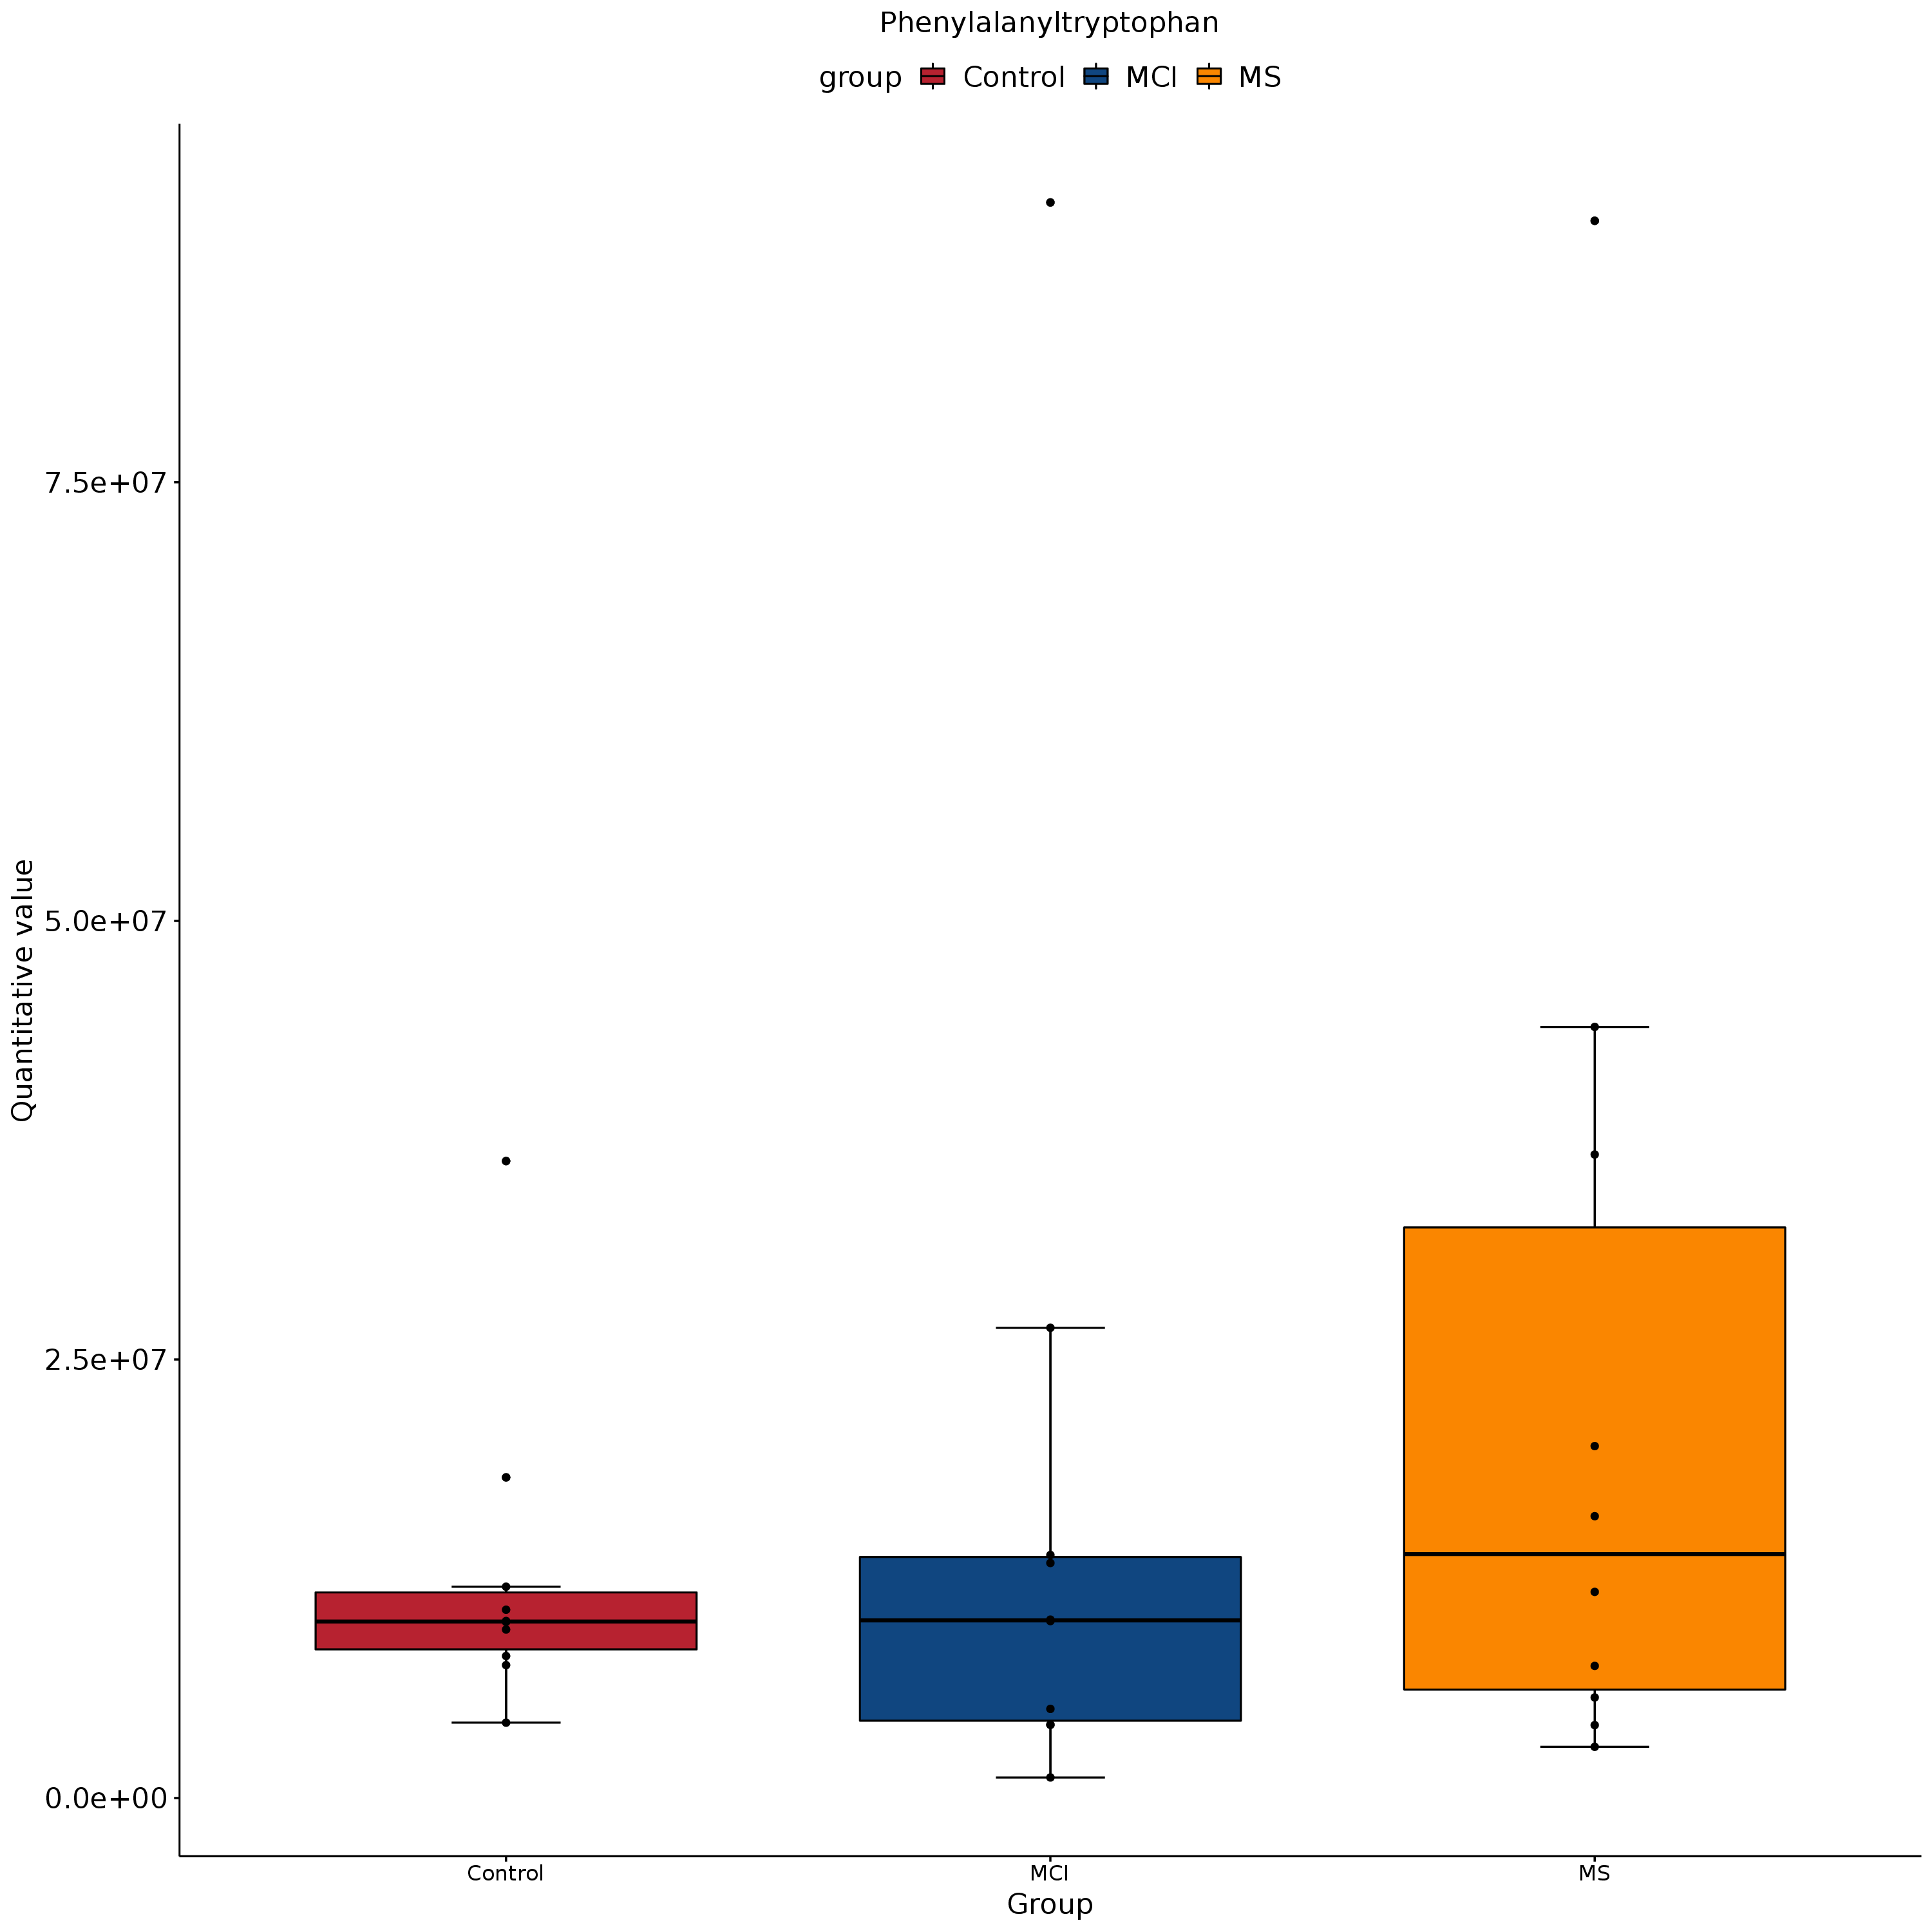 Phenylalanyltryptophan
group Control MCI MS
Quantitative value
7.5e+07
5.0e+07
2.5e+07
0.0e+00
Control MCI MS
Group